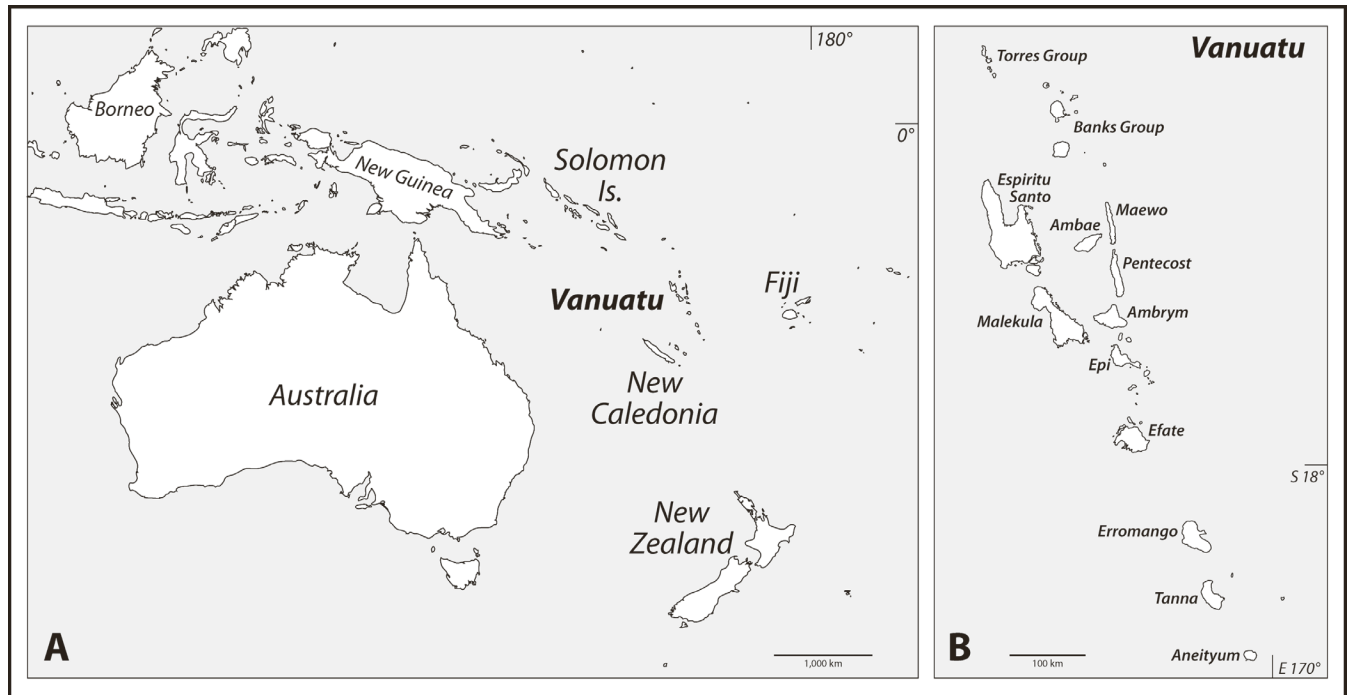 180°
Borneo
0°
New Guinea
Solomon
Is.
Vanuatu
Fiji
New
Caledonia
Australia
New
Zealand
A
1,000 km
Vanuatu
Torres Group
Banks Group
Espiritu
Santo
Maewo
Ambae
Pentecost
Ambrym
Malekula
Epi
Efate
S 18°
Erromango
Tanna
B
100 km
Aneityum
E 170°